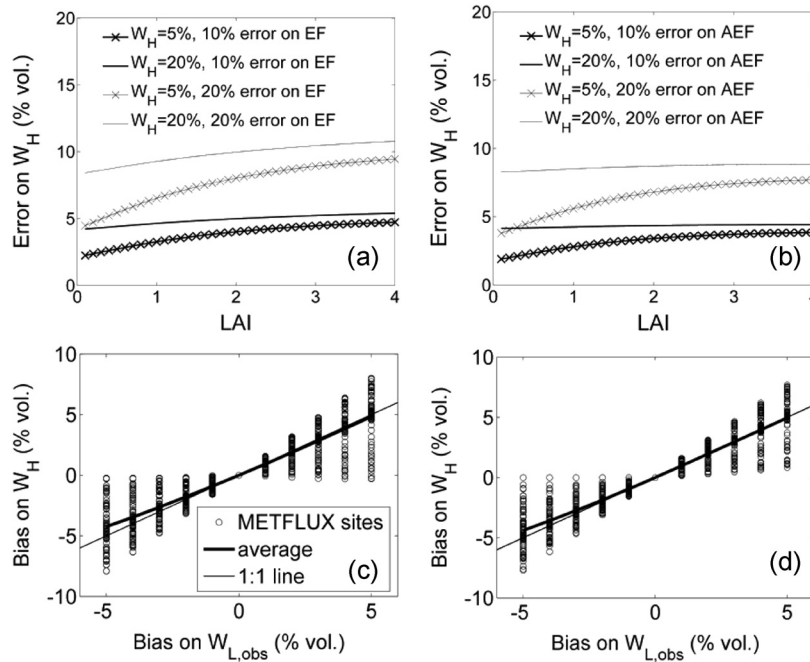 20
15
10
5
0
Error on W_H (% vol.)
W_H=5%, 10% error on EF
W_H=20%, 10% error on EF
W_H=5%, 20% error on EF
W_H=20%, 20% error on EF
(a)
0 1 2 3 4
LAI
20
15
10
5
0
Error on W_H (% vol.)
W_H=5%, 10% error on AEF
W_H=20%, 10% error on AEF
W_H=5%, 20% error on AEF
W_H=20%, 20% error on AEF
(b)
0 1 2 3 4
LAI
10
5
0
-5
-10
Bias on W_H (% vol.)
METFLUX sites
average
1:1 line
(c)
-5 0 5
Bias on W_L,obs (% vol.)
10
5
0
-5
-10
Bias on W_H (% vol.)
(d)
-5 0 5
Bias on W_L,obs (% vol.)